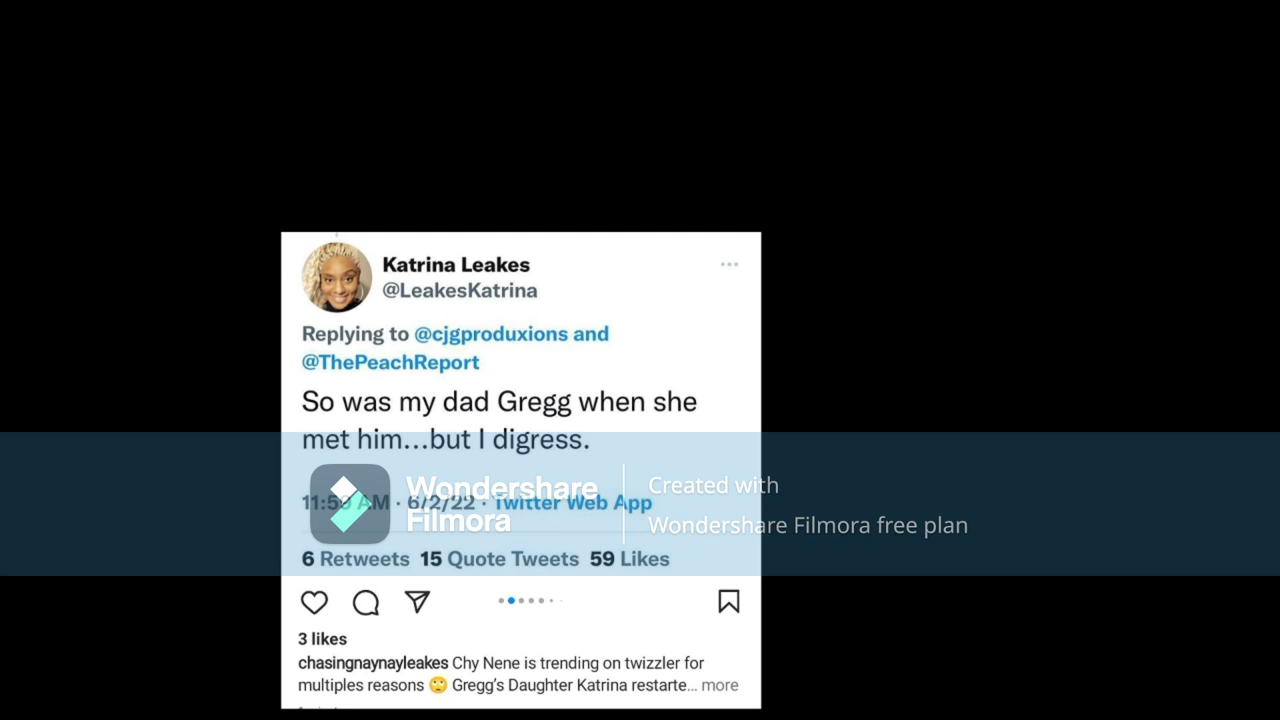 Katrina Leakes
@LeakesKatrina
Replying to @cjgproduxions and
@ThePeachReport
So was my dad Gregg when she
met him...but I digress.
11:50 AM · 6/2/22 · Twitter Web App
Wondershare
Filmora
Created with
Wondershare Filmora free plan
6 Retweets 15 Quote Tweets 59 Likes
3 likes
chasingnaynayleakes Chy Nene is trending on twizzler for
multiples reasons 🙄 Gregg's Daughter Katrina restarte... more